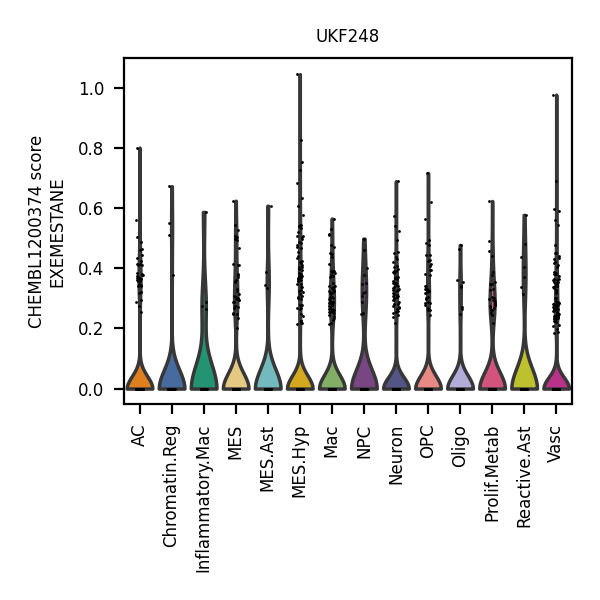 UKF248
CHEMBL1200374 score
EXEMESTANE
1.0
0.8
0.6
0.4
0.2
0.0
AC
Chromatin.Reg
Inflammatory.Mac
MES
MES.Ast
MES.Hyp
Mac
NPC
Neuron
OPC
Oligo
Prolif.Metab
Reactive.Ast
Vasc